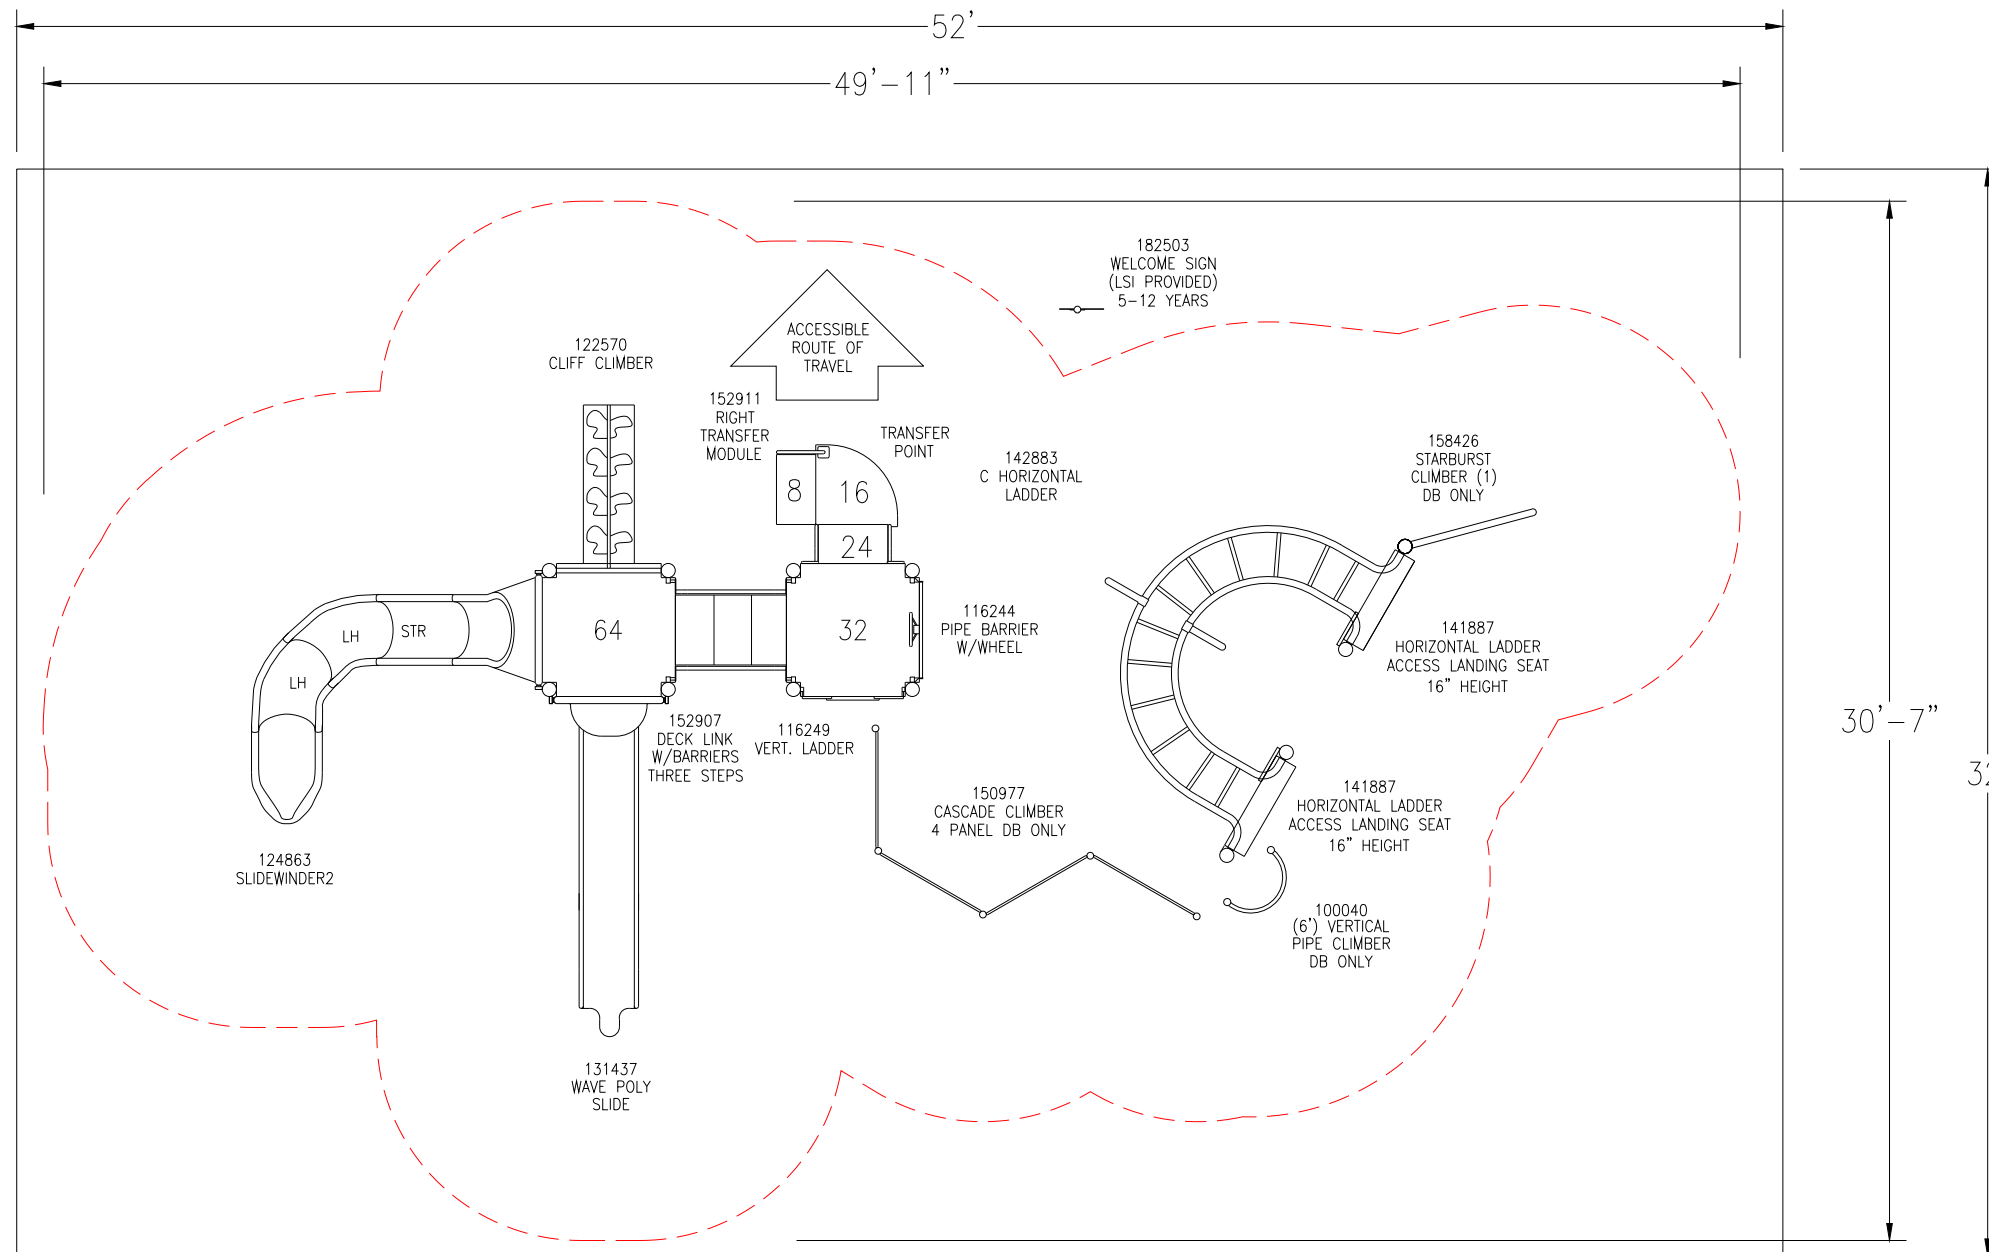 52'
49'-11"
182503
WELCOME SIGN
(LSI PROVIDED)
5-12 YEARS
ACCESSIBLE
ROUTE OF
TRAVEL
122570
CLIFF CLIMBER
152911
RIGHT
TRANSFER
MODULE
TRANSFER
POINT
142883
C HORIZONTAL
LADDER
158426
STARBURST
CLIMBER (1)
DB ONLY
8
16
24
64
32
LH
STR
LH
116244
PIPE BARRIER
W/WHEEL
141887
HORIZONTAL LADDER
ACCESS LANDING SEAT
16" HEIGHT
30'-7"
152907
DECK LINK
W/BARRIERS
THREE STEPS
116249
VERT. LADDER
150977
CASCADE CLIMBER
4 PANEL DB ONLY
141887
HORIZONTAL LADDER
ACCESS LANDING SEAT
16" HEIGHT
124863
SLIDEWINDER2
100040
(6') VERTICAL
PIPE CLIMBER
DB ONLY
131437
WAVE POLY
SLIDE